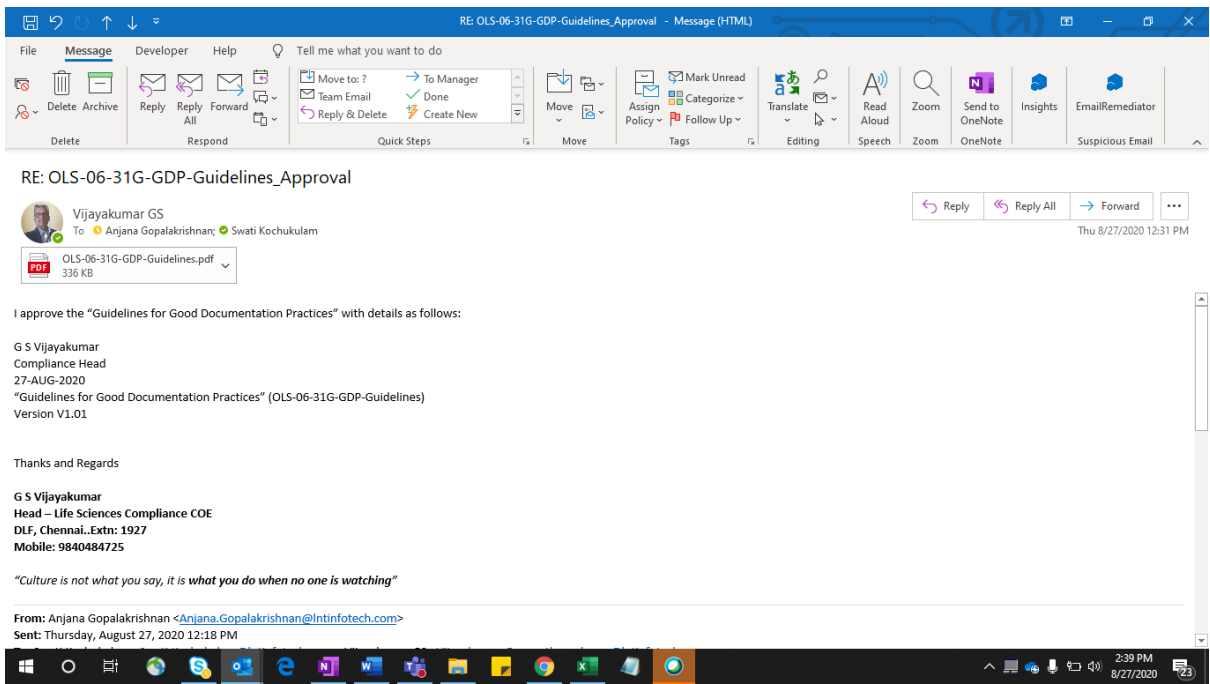 RE: OLS-06-31G-GDP-Guidelines_Approval - Message (HTML)
File Message Developer Help Tell me what you want to do
Delete Archive
Reply Reply All Forward
Move to: ? To Manager
Team Email Done
Reply & Delete Create New
Move
Assign Policy Mark Unread
Categorize
Follow Up
Translate
Read Aloud
Zoom
Send to OneNote
Insights
EmailRemediator
Delete Respond Quick Steps Move Tags Editing Speech Zoom OneNote Suspicious Email
RE: OLS-06-31G-GDP-Guidelines_Approval
Vijayakumar GS
To Anjana Gopalakrishnan; Swati Kochukulam
Reply Reply All Forward
Thu 8/27/2020 12:31 PM
PDF
OLS-06-31G-GDP-Guidelines.pdf
336 KB
I approve the “Guidelines for Good Documentation Practices” with details as follows:
G S Vijayakumar
Compliance Head
27-AUG-2020
“Guidelines for Good Documentation Practices” (OLS-06-31G-GDP-Guidelines)
Version V1.01
Thanks and Regards
G S Vijayakumar
Head – Life Sciences Compliance COE
DLF, Chennai..Extn: 1927
Mobile: 9840484725
“Culture is not what you say, it is what you do when no one is watching”
From: Anjana Gopalakrishnan <Anjana.Gopalakrishnan@lntinfotech.com>
Sent: Thursday, August 27, 2020 12:18 PM
2:39 PM
8/27/2020
23